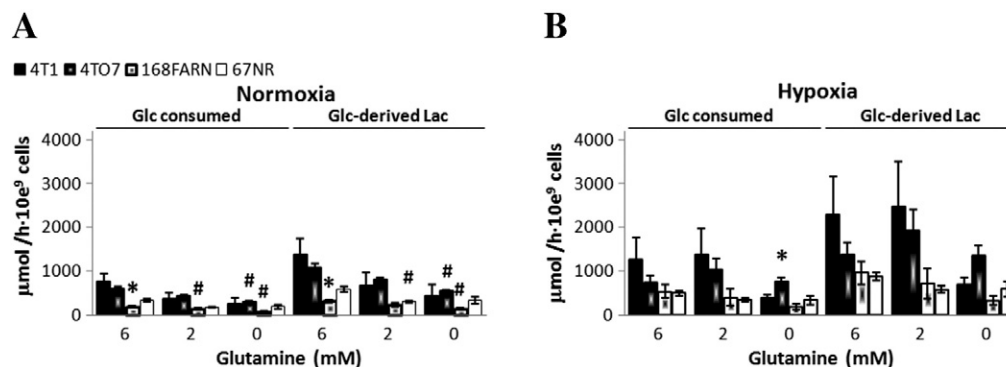 A
B
■ 4T1 ■ 4TO7 □ 168FARN □ 67NR
Normoxia
Glc consumed Glc-derived Lac
4000
3000
2000
1000
0
* # # # * # # #
6 2 0 6 2 0
Glutamine (mM)
µmol /h·10e⁹ cells
Hypoxia
Glc consumed Glc-derived Lac
4000
3000
2000
1000
0
*
6 2 0 6 2 0
Glutamine (mM)
µmol /h·10e⁹ cells